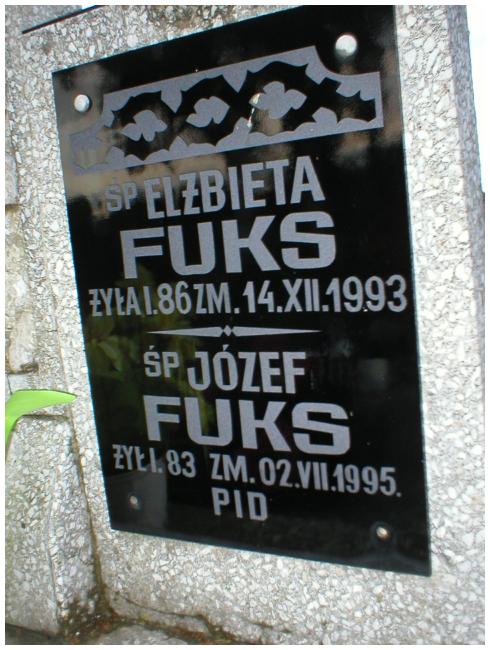 ŚP ELŻBIETA
FUKS
ŻYŁA l. 86 ZM. 14.XII.1993
ŚP JÓZEF
FUKS
ŻYŁ l. 83 ZM. 02.VII.1995.
PID